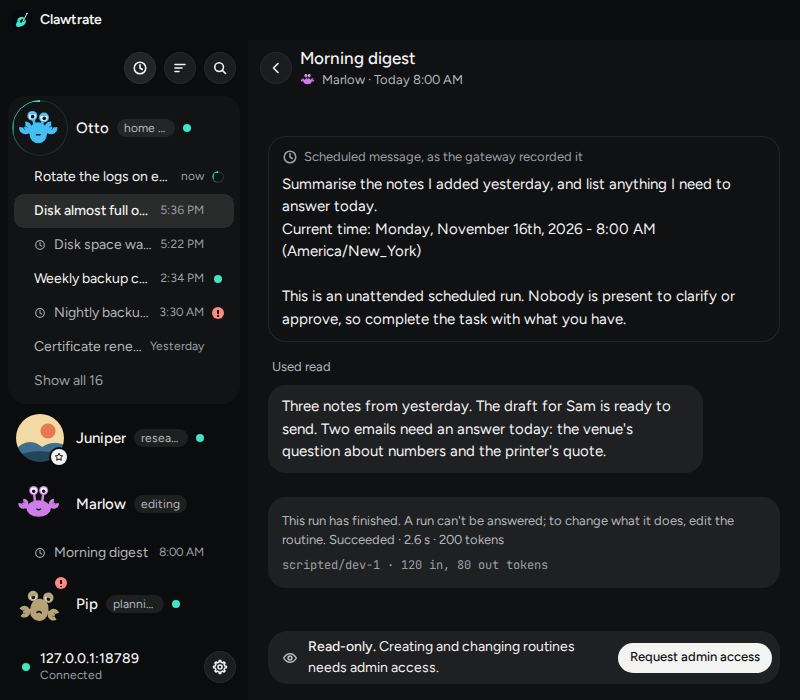 Clawtrate
Otto home ...
Rotate the logs on e... now
Disk almost full o... 5:36 PM
Disk space wa... 5:22 PM
Weekly backup c... 2:34 PM
Nightly backu... 3:30 AM
Certificate rene... Yesterday
Show all 16
Juniper resea...
Marlow editing
Morning digest 8:00 AM
Pip planni...
127.0.0.1:18789
Connected
Morning digest
Marlow · Today 8:00 AM
Scheduled message, as the gateway recorded it
Summarise the notes I added yesterday, and list anything I need to
answer today.
Current time: Monday, November 16th, 2026 - 8:00 AM
(America/New_York)
This is an unattended scheduled run. Nobody is present to clarify or
approve, so complete the task with what you have.
Used read
Three notes from yesterday. The draft for Sam is ready to
send. Two emails need an answer today: the venue's
question about numbers and the printer's quote.
This run has finished. A run can't be answered; to change what it does, edit the
routine. Succeeded · 2.6 s · 200 tokens
scripted/dev-1 · 120 in, 80 out tokens
Read-only. Creating and changing routines
needs admin access.
Request admin access